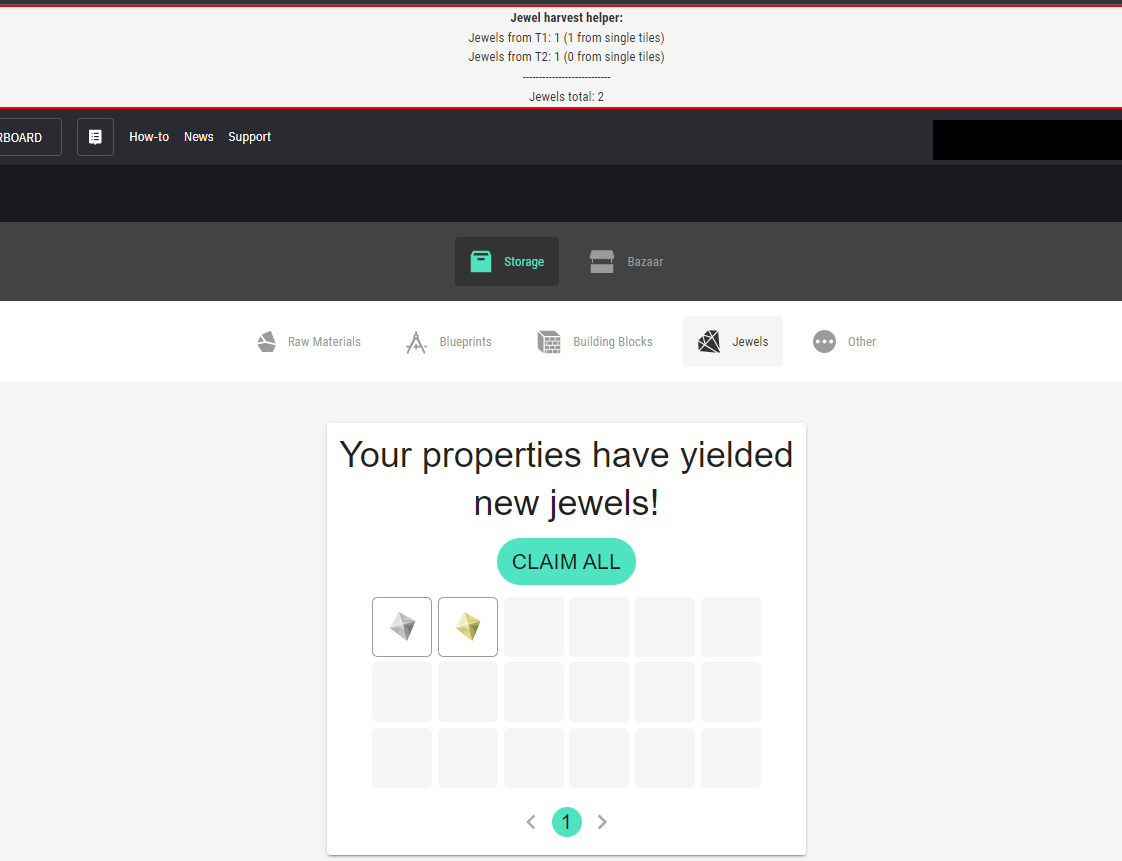 Jewel harvest helper:
Jewels from T1: 1 (1 from single tiles)
Jewels from T2: 1 (0 from single tiles)
---------------------------
Jewels total: 2
RBOARD How-to News Support
Storage Bazaar
Raw Materials Blueprints Building Blocks Jewels Other
Your properties have yielded
new jewels!
CLAIM ALL
1